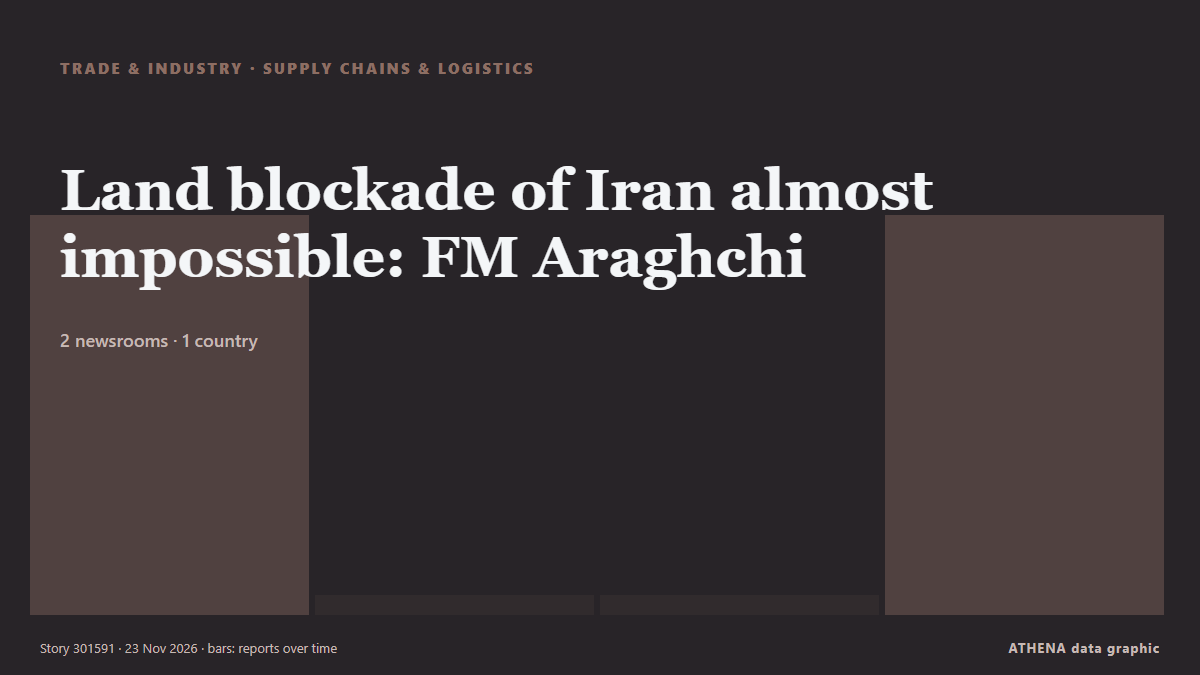 TRADE & INDUSTRY · SUPPLY CHAINS & LOGISTICS
Land blockade of Iran almost
impossible: FM Araghchi
2 newsrooms · 1 country
Story 301591 · 23 Nov 2026 · bars: reports over time
ATHENA data graphic